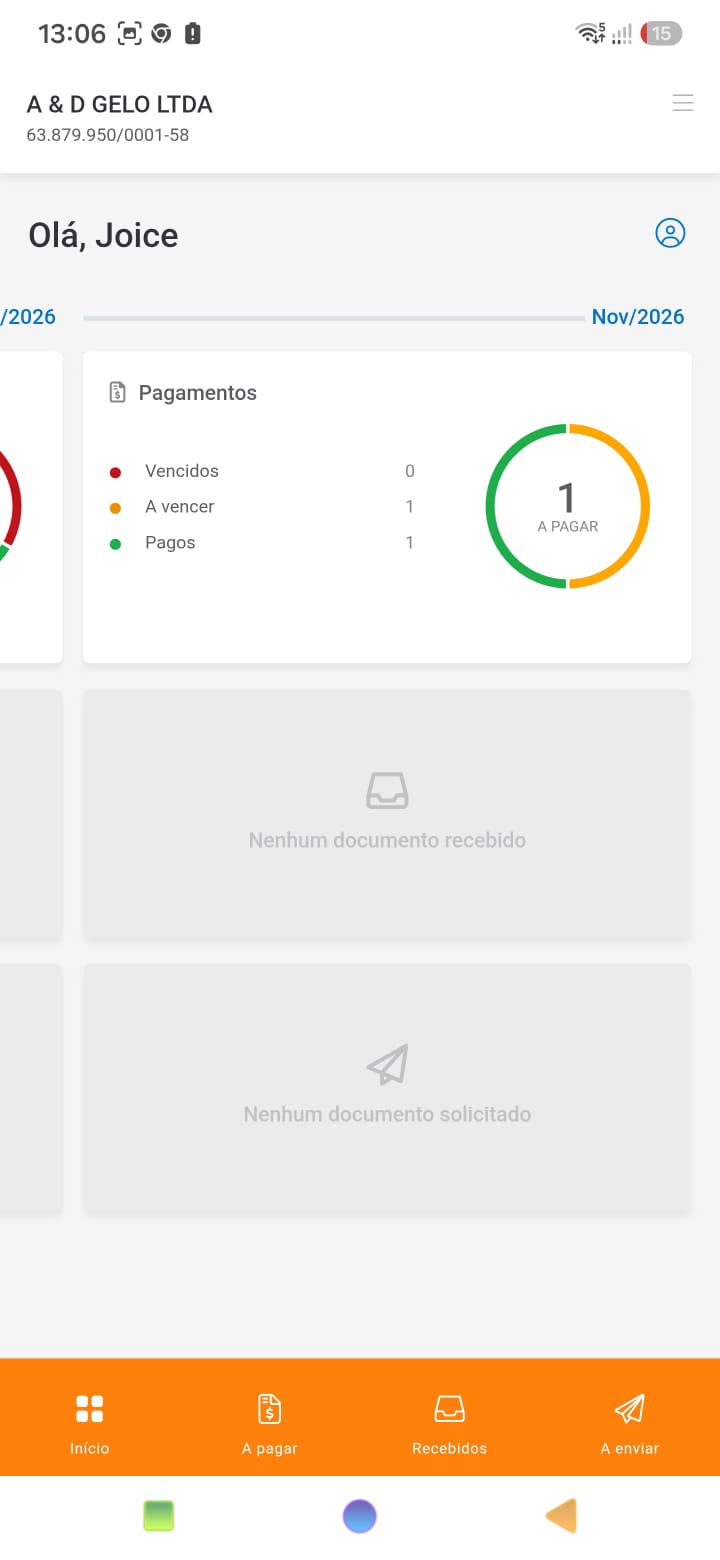 13:06
5
15
A & D GELO LTDA
63.879.950/0001-58
Olá, Joice
/2026
Nov/2026
Pagamentos
Vencidos 0
A vencer 1
Pagos 1
1
A PAGAR
Nenhum documento recebido
Nenhum documento solicitado
Início
A pagar
Recebidos
A enviar